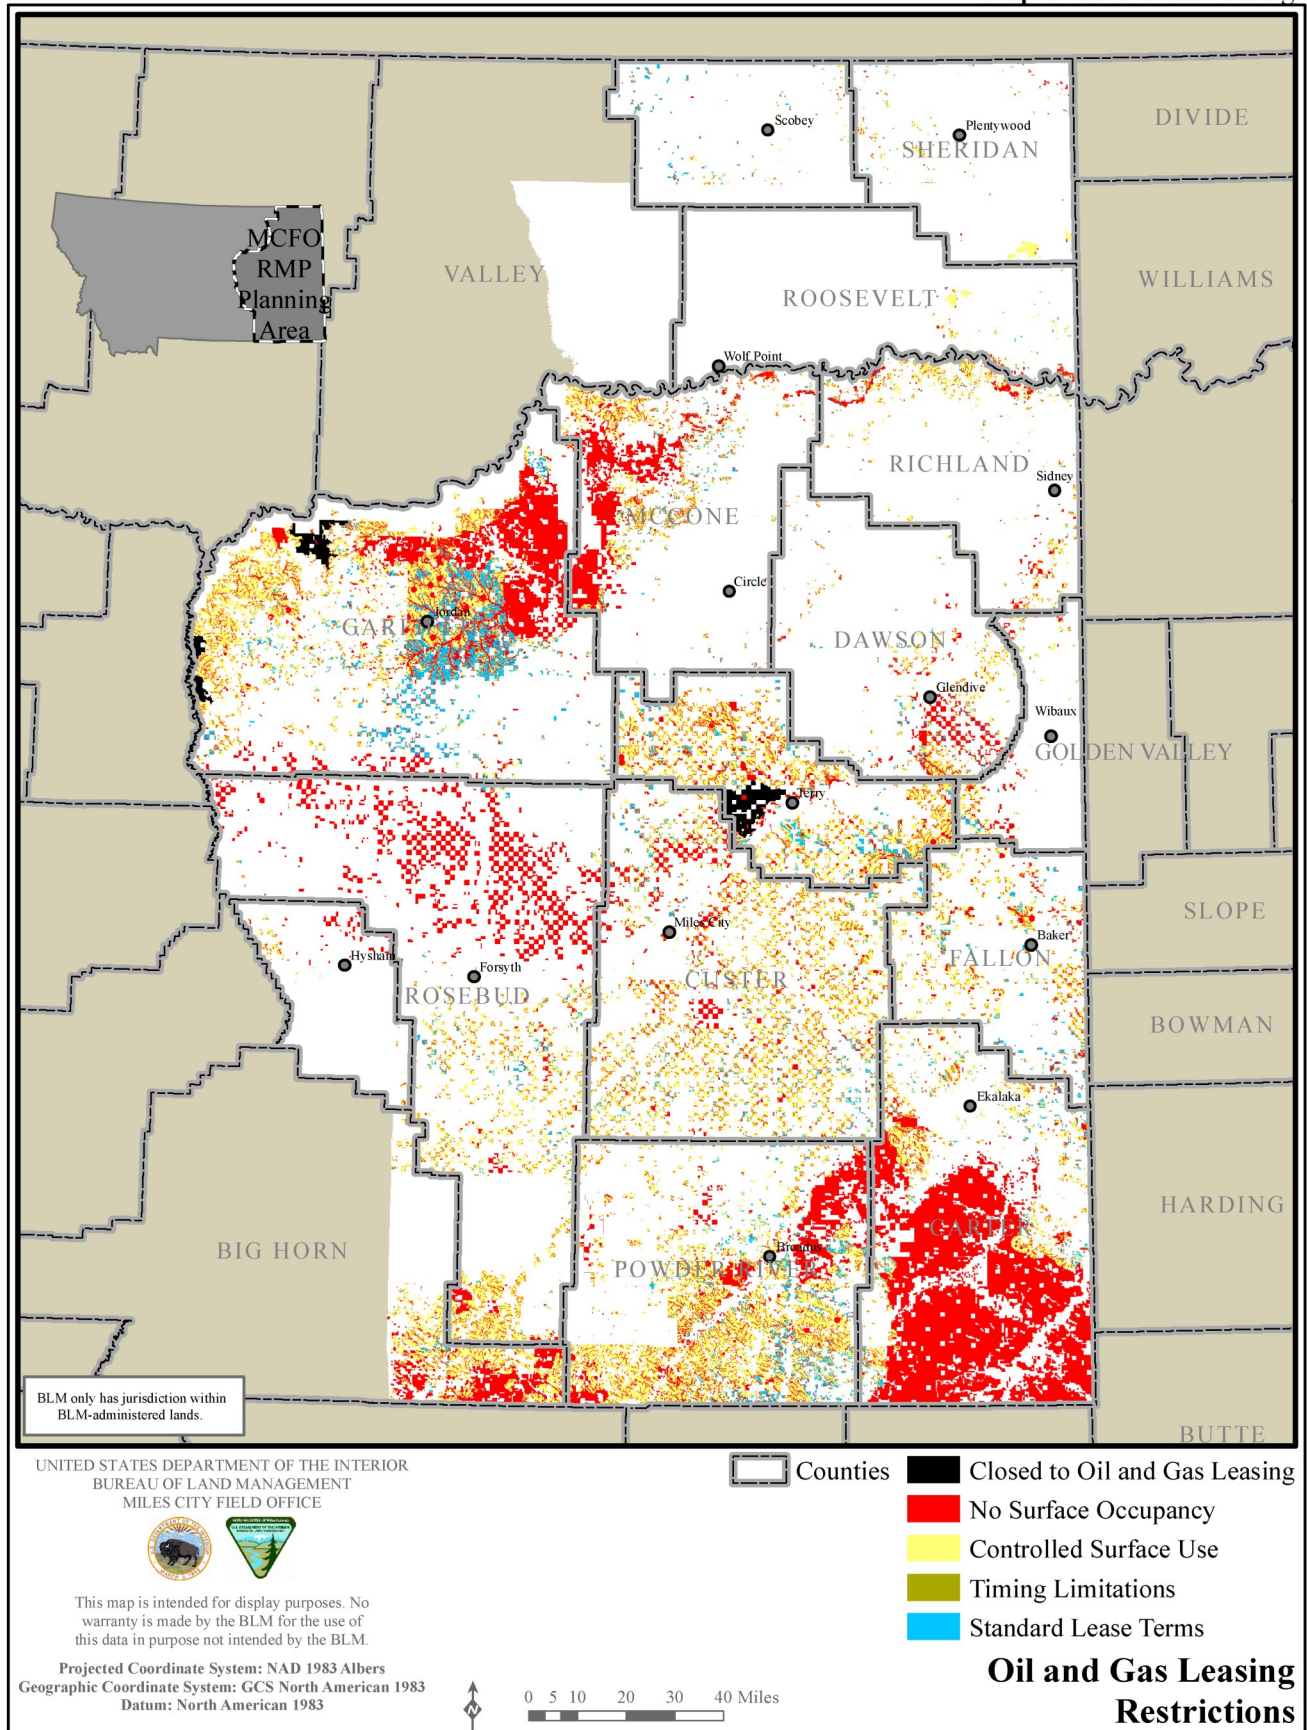 DIVIDE
Scobey
Plentywood
SHERIDAN
MCFO
RMP
Planning
Area
VALLEY
ROOSEVELT
WILLIAMS
Wolf Point
RICHLAND
Sidney
MCCONE
Circle
Jordan
DAWSON
Glendive
Wibaux
GOLDEN VALLEY
Terry
Miles City
SLOPE
Baker
FALLON
Hysham
Forsyth
CUSTER
ROSEBUD
BOWMAN
Ekalaka
HARDING
CARTER
BIG HORN
Broadus
POWDER RIVER
BLM only has jurisdiction within
BLM-administered lands.
BUTTE
UNITED STATES DEPARTMENT OF THE INTERIOR
BUREAU OF LAND MANAGEMENT
MILES CITY FIELD OFFICE
This map is intended for display purposes. No
warranty is made by the BLM for the use of
this data in purpose not intended by the BLM.
Projected Coordinate System: NAD 1983 Albers
Geographic Coordinate System: GCS North American 1983
Datum: North American 1983
N
0 5 10 20 30 40 Miles
Counties
Closed to Oil and Gas Leasing
No Surface Occupancy
Controlled Surface Use
Timing Limitations
Standard Lease Terms
Oil and Gas Leasing
Restrictions